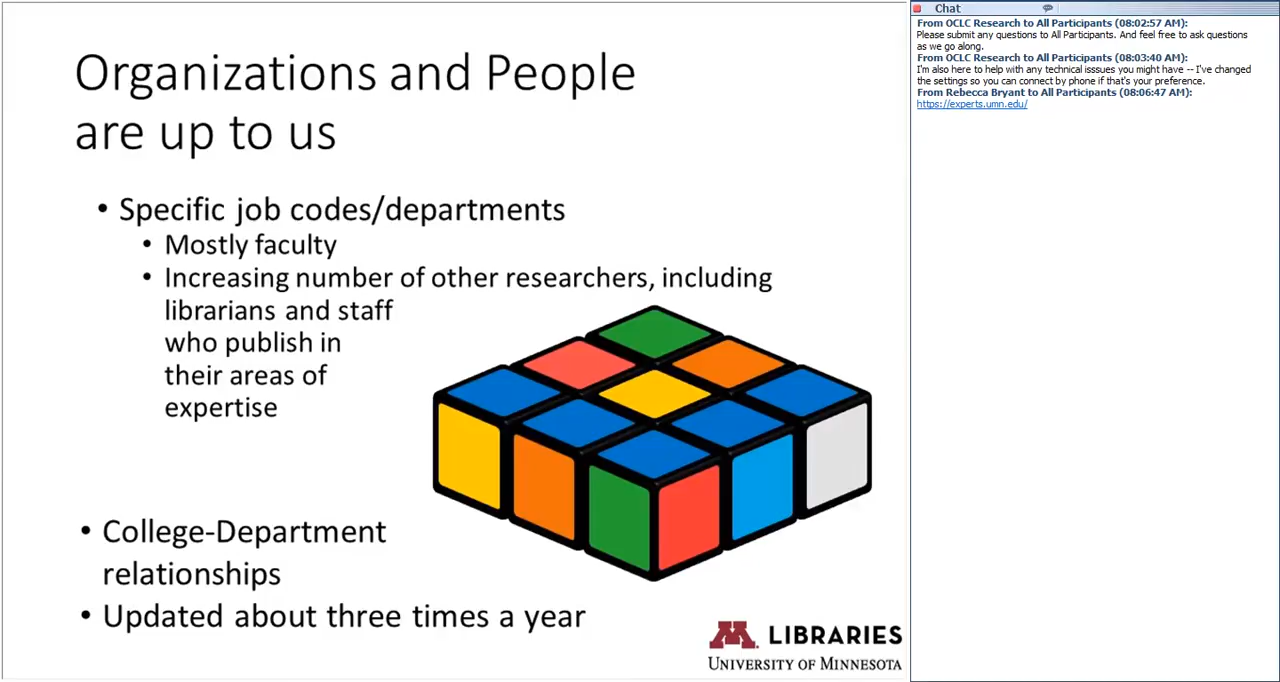 Organizations and People
are up to us
• Specific job codes/departments
• Mostly faculty
• Increasing number of other researchers, including
librarians and staff
who publish in
their areas of
expertise
• College-Department
relationships
• Updated about three times a year
M LIBRARIES
UNIVERSITY OF MINNESOTA
Chat
From OCLC Research to All Participants (08:02:57 AM):
Please submit any questions to All Participants. And feel free to ask questions
as we go along.
From OCLC Research to All Participants (08:03:40 AM):
I'm also here to help with any technical isssues you might have -- I've changed
the settings so you can connect by phone if that's your preference.
From Rebecca Bryant to All Participants (08:06:47 AM):
https://experts.umn.edu/